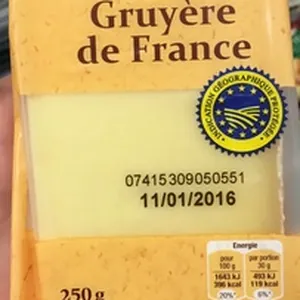 Gruyère
de France
INDICATION GÉOGRAPHIQUE PROTÉGÉE
07415309050551
11/01/2016
250 g
Energie
pour
100 g
1643 kJ
396 kcal
20%*
par portion
30 g
493 kJ
119 kcal
6%*